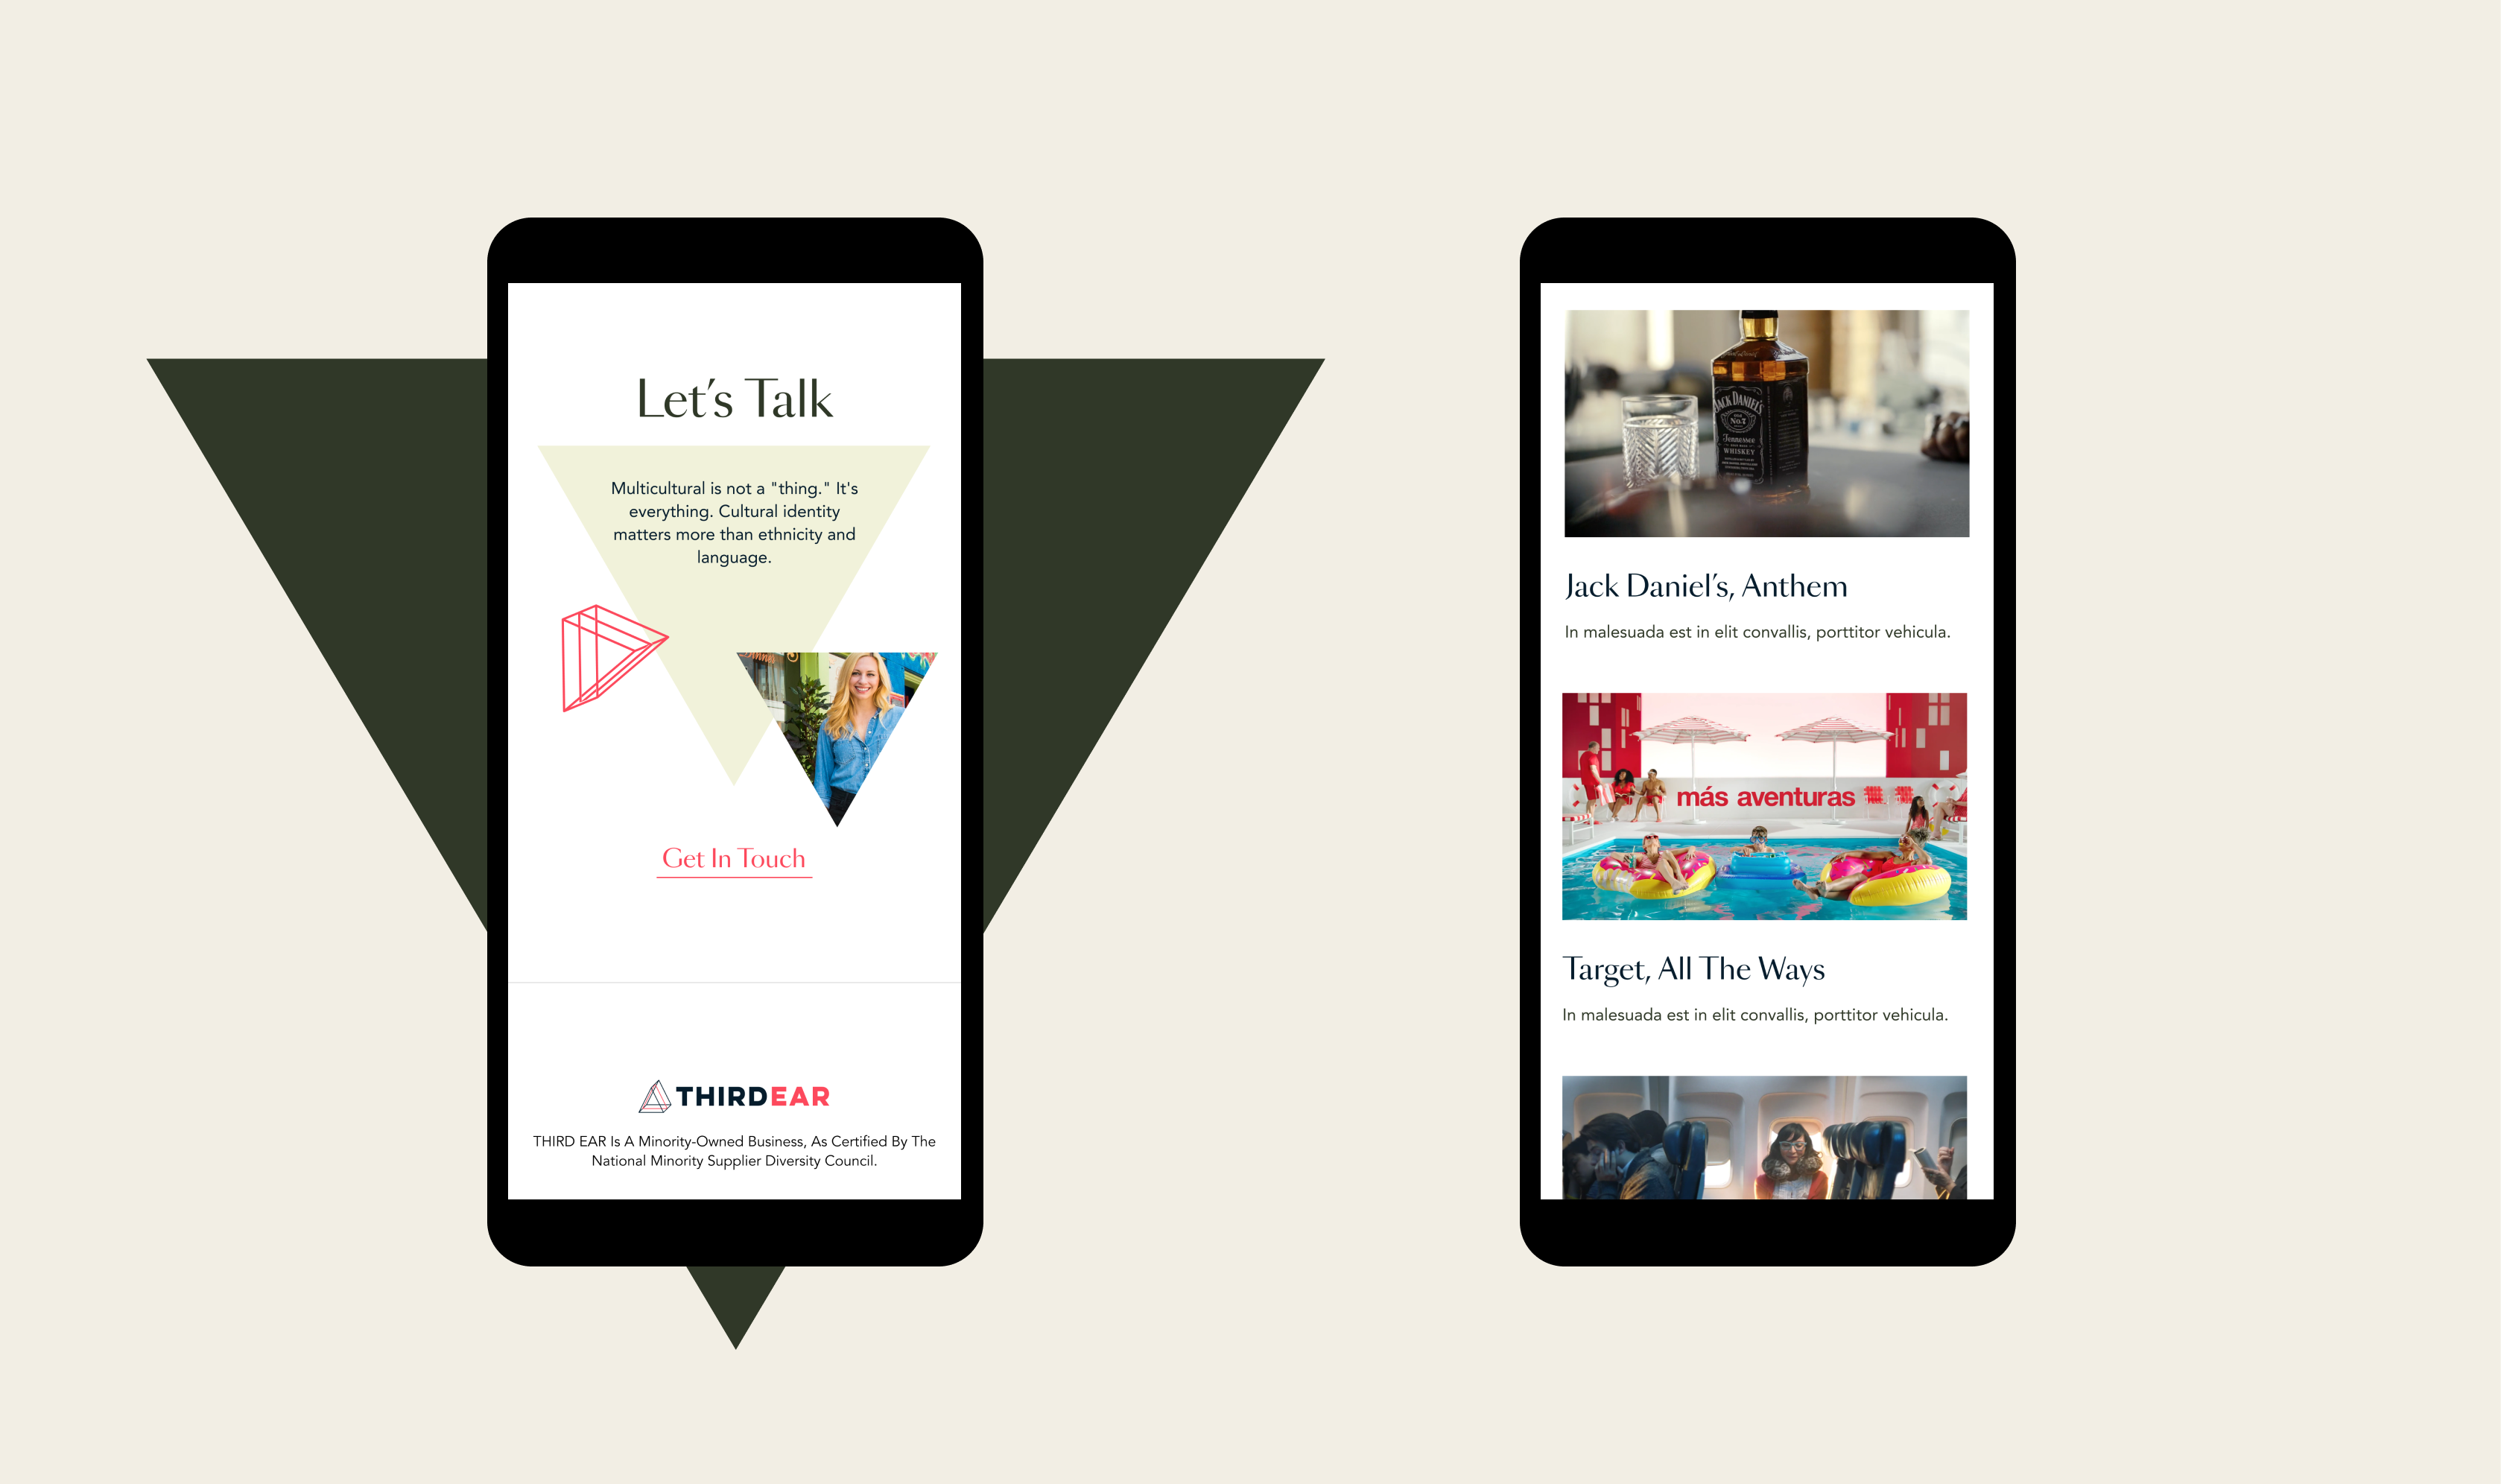 Let's Talk
Multicultural is not a "thing." It's
everything. Cultural identity
matters more than ethnicity and
language.
Get In Touch
THIRDEAR
THIRD EAR Is A Minority-Owned Business, As Certified By The
National Minority Supplier Diversity Council.
JACK DANIEL'S
OLD
No.7
Tennessee
WHISKEY
Jack Daniel's, Anthem
In malesuada est in elit convallis, porttitor vehicula.
más aventuras
Target, All The Ways
In malesuada est in elit convallis, porttitor vehicula.